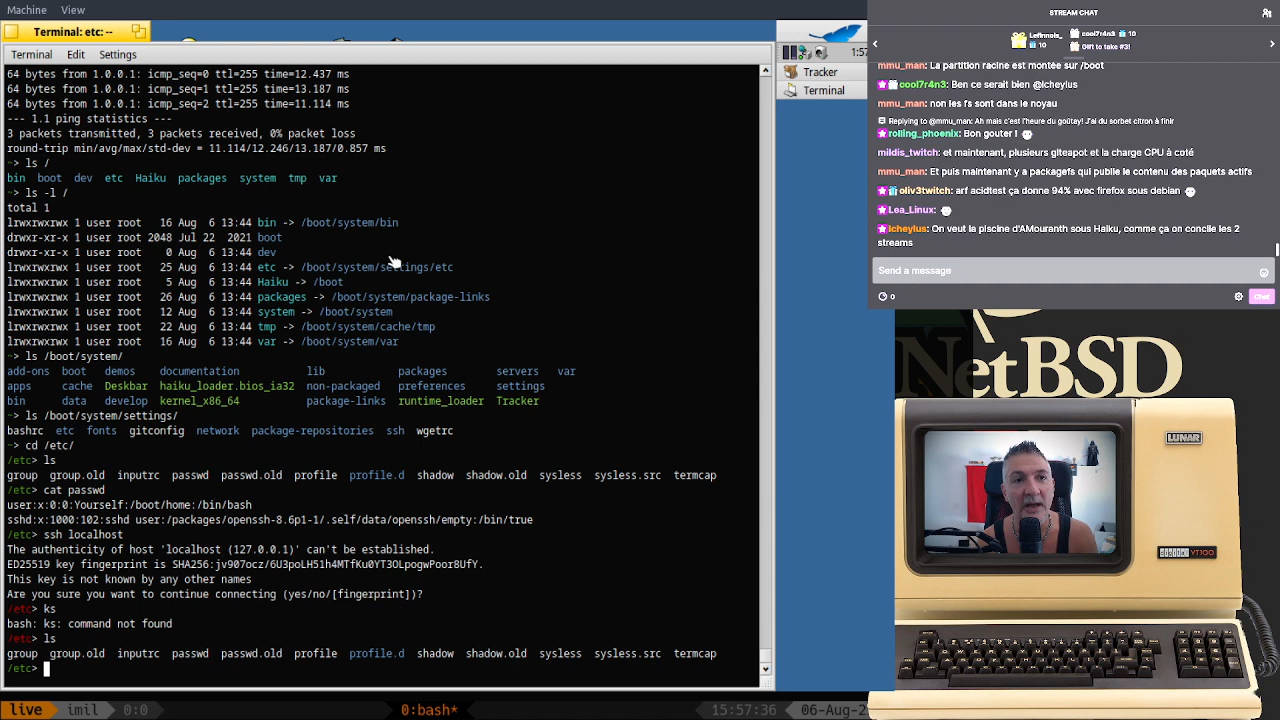 Machine View
Terminal: etc: --
Terminal Edit Settings
64 bytes from 1.0.0.1: icmp_seq=0 ttl=255 time=12.437 ms
64 bytes from 1.0.0.1: icmp_seq=1 ttl=255 time=13.187 ms
64 bytes from 1.0.0.1: icmp_seq=2 ttl=255 time=11.114 ms
--- 1.1 ping statistics ---
3 packets transmitted, 3 packets received, 0% packet loss
round-trip min/avg/max/std-dev = 11.114/12.246/13.187/0.857 ms
~> ls /
bin boot dev etc Haiku packages system tmp var
~> ls -l /
total 1
lrwxrwxrwx 1 user root 16 Aug 6 13:44 bin -> /boot/system/bin
drwxr-xr-x 1 user root 2048 Jul 22 2021 boot
drwxr-xr-x 1 user root 0 Aug 6 13:44 dev
lrwxrwxrwx 1 user root 25 Aug 6 13:44 etc -> /boot/system/settings/etc
lrwxrwxrwx 1 user root 5 Aug 6 13:44 Haiku -> /boot
lrwxrwxrwx 1 user root 26 Aug 6 13:44 packages -> /boot/system/package-links
lrwxrwxrwx 1 user root 12 Aug 6 13:44 system -> /boot/system
lrwxrwxrwx 1 user root 22 Aug 6 13:44 tmp -> /boot/system/cache/tmp
lrwxrwxrwx 1 user root 16 Aug 6 13:44 var -> /boot/system/var
~> ls /boot/system/
add-ons boot demos documentation lib packages servers var
apps cache Deskbar haiku_loader.bios_ia32 non-packaged preferences settings
bin data develop kernel_x86_64 package-links runtime_loader Tracker
~> ls /boot/system/settings/
bashrc etc fonts gitconfig network package-repositories ssh wgetrc
~> cd /etc/
/etc> ls
group group.old inputrc passwd passwd.old profile profile.d shadow shadow.old sysless sysless.src termcap
/etc> cat passwd
user:x:0:0:Yourself:/boot/home:/bin/bash
sshd:x:1000:102:sshd user:/packages/openssh-8.6p1-1/.self/data/openssh/empty:/bin/true
/etc> ssh localhost
The authenticity of host 'localhost (127.0.0.1)' can't be established.
ED25519 key fingerprint is SHA256:jv907ocz/6U3poLH51h4MTfKu0YT3OLpogwPoor8UfY.
This key is not known by any other names
Are you sure you want to continue connecting (yes/no/[fingerprint])?
/etc> ks
bash: ks: command not found
/etc> ls
group group.old inputrc passwd passwd.old profile profile.d shadow shadow.old sysless sysless.src termcap
/etc>
1:57
Tracker
Terminal
STREAM CHAT
Lefinnois_ 10
cool7r4n3 10
Gift to take #3!
mmu_man: La partition racine est montée sur /boot
cool7r4n3: Ben ce serait bien @icheylus
mmu_man: non les fs sont dans le noyau
Replying to @mmu_man: Ah mais c'est l'heure du goûtay! J'ai du sorbet citron à finir
rolling_phoenix: Bon gouter !
mildis_twitch: et maintenant, plusieurs glteapot et la charge CPU à coté
mmu_man: Et puis maintenant y a packagefs qui publie le contenu des paquets actifs
oliv3twitch: arf acidtest ça donne 94% avec firefox sous debian
Lea_Linux:
Icheylus: On veut la piscine d'AMouranth sous Haiku, comme ça on concile les 2
streams
Send a message
0
Chat
NetBSD
LUNAR
digilia YT100
live imil 0:0 0:bash* 15:57:36 06-Aug-2